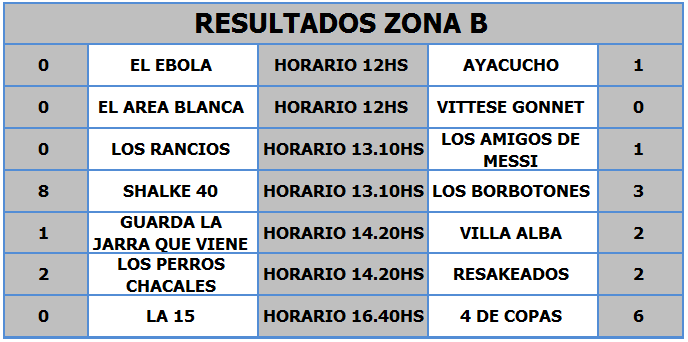 RESULTADOS ZONA B
0 EL EBOLA HORARIO 12HS AYACUCHO 1
0 EL AREA BLANCA HORARIO 12HS VITTESE GONNET 0
0 LOS RANCIOS HORARIO 13.10HS LOS AMIGOS DE MESSI 1
8 SHALKE 40 HORARIO 13.10HS LOS BORBOTONES 3
1 GUARDA LA JARRA QUE VIENE HORARIO 14.20HS VILLA ALBA 2
2 LOS PERROS CHACALES HORARIO 14.20HS RESAKEADOS 2
0 LA 15 HORARIO 16.40HS 4 DE COPAS 6